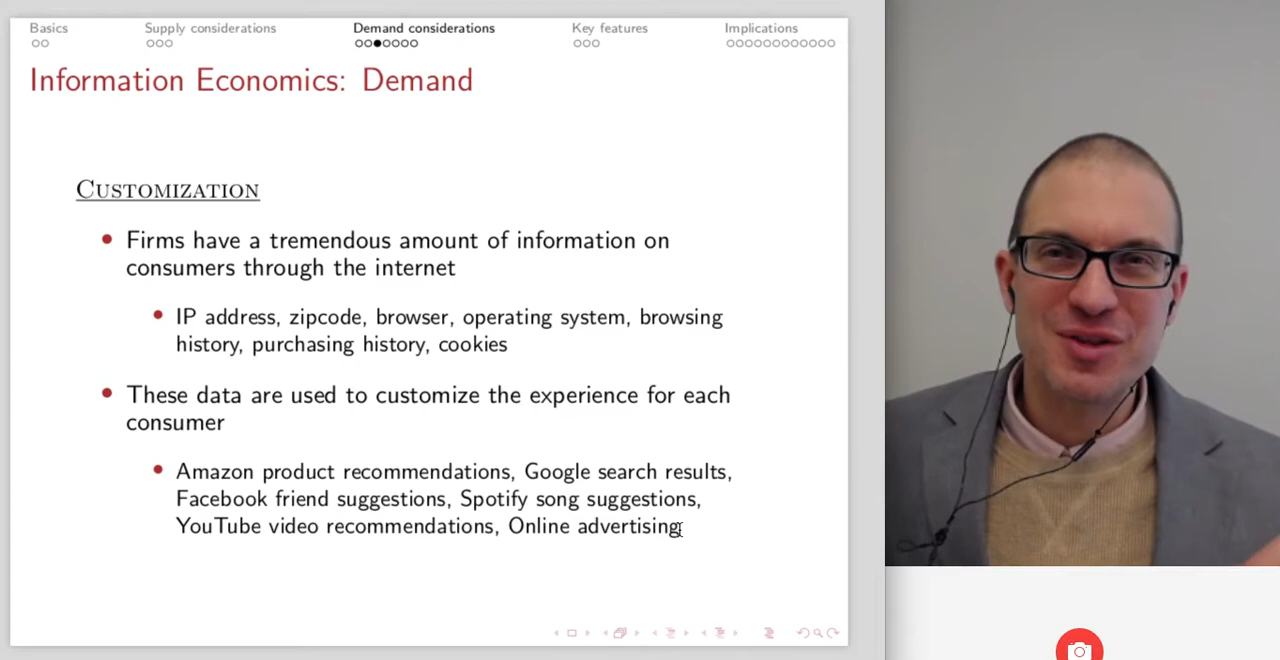 Basics Supply considerations Demand considerations Key features Implications
Information Economics: Demand
Customization
Firms have a tremendous amount of information on
consumers through the internet
IP address, zipcode, browser, operating system, browsing
history, purchasing history, cookies
These data are used to customize the experience for each
consumer
Amazon product recommendations, Google search results,
Facebook friend suggestions, Spotify song suggestions,
YouTube video recommendations, Online advertising